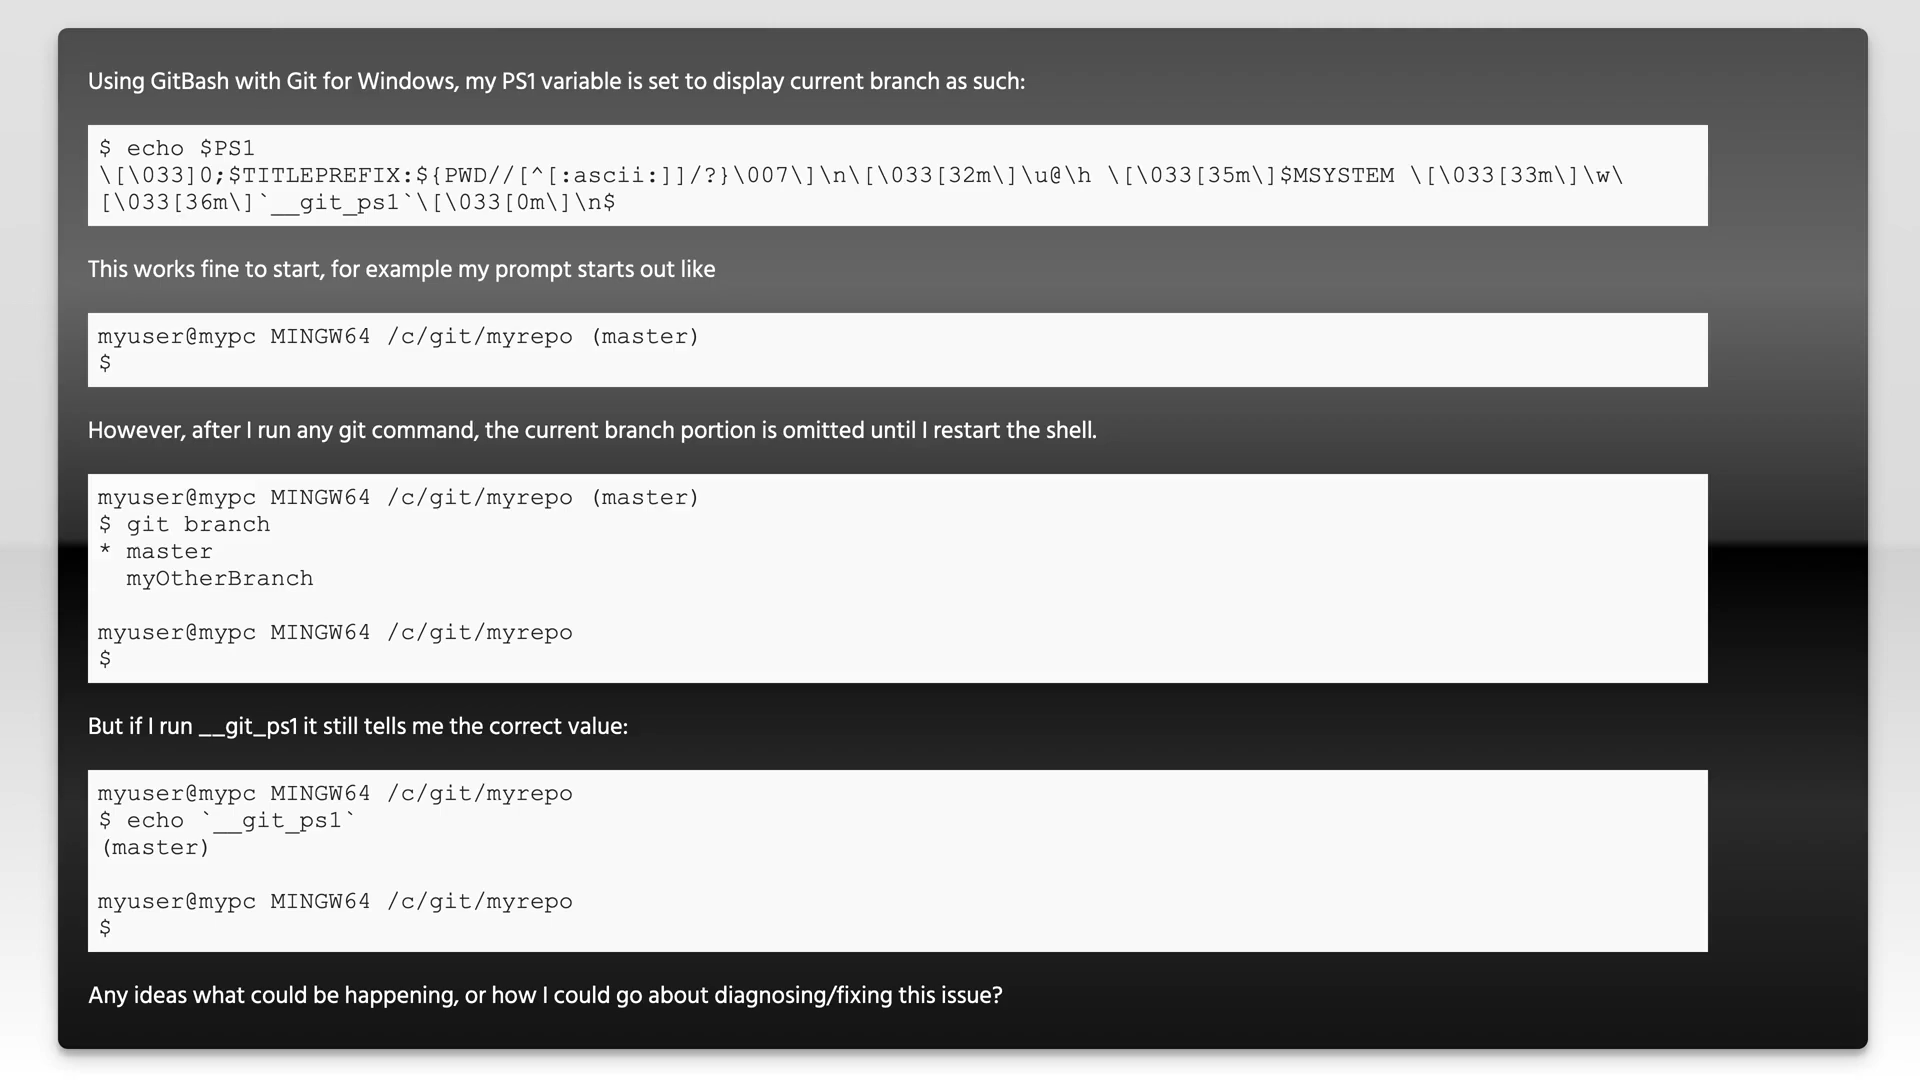 Using GitBash with Git for Windows, my PS1 variable is set to display current branch as such:
$ echo $PS1
\[\033]0;$TITLEPREFIX:${PWD//[^[:ascii:]]/?}\007\]\n\[\033[32m\]\u@\h \[\033[35m\]$MSYSTEM \[\033[33m\]\w\
[\033[36m\]`__git_ps1`\[\033[0m\]\n$
This works fine to start, for example my prompt starts out like
myuser@mypc MINGW64 /c/git/myrepo (master)
$
However, after I run any git command, the current branch portion is omitted until I restart the shell.
myuser@mypc MINGW64 /c/git/myrepo (master)
$ git branch
* master
  myOtherBranch
myuser@mypc MINGW64 /c/git/myrepo
$
But if I run __git_ps1 it still tells me the correct value:
myuser@mypc MINGW64 /c/git/myrepo
$ echo `__git_ps1`
(master)
myuser@mypc MINGW64 /c/git/myrepo
$
Any ideas what could be happening, or how I could go about diagnosing/fixing this issue?